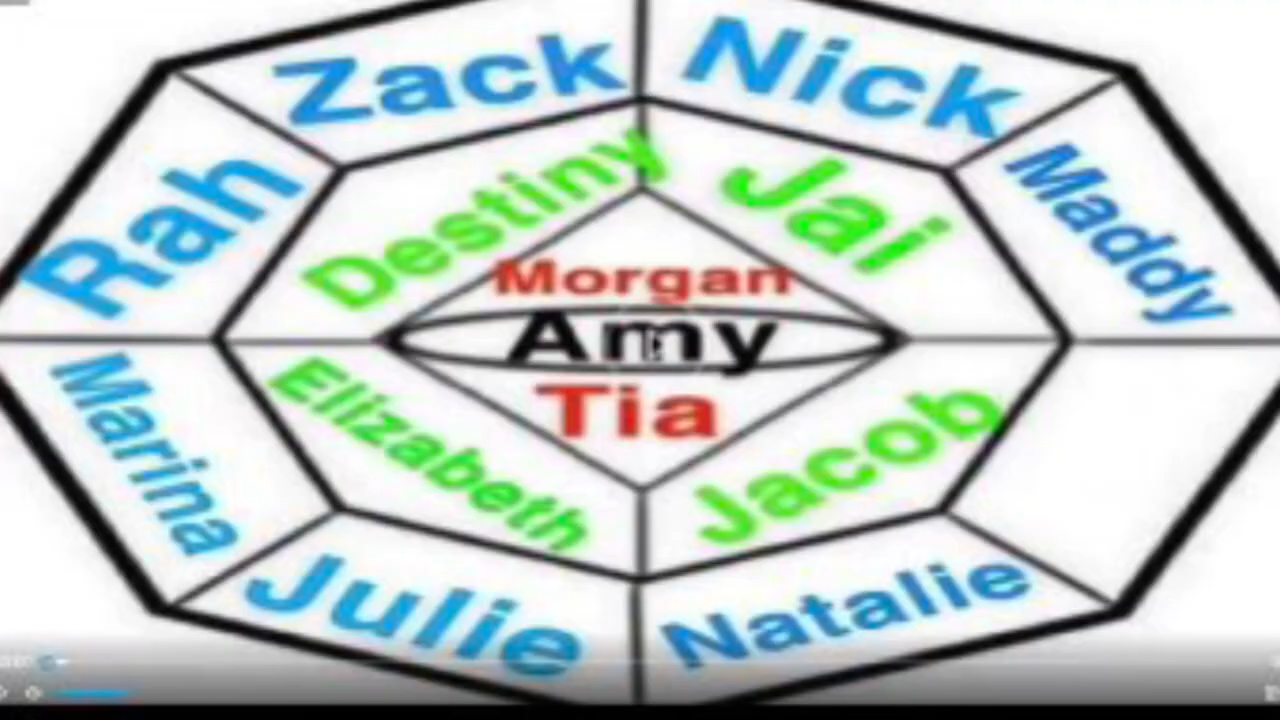 Zack
Nick
Rah
Destiny
Jai
Maddy
Morgan
Amy
Tia
Marina
Elizabeth
Jacob
Julie
Natalie